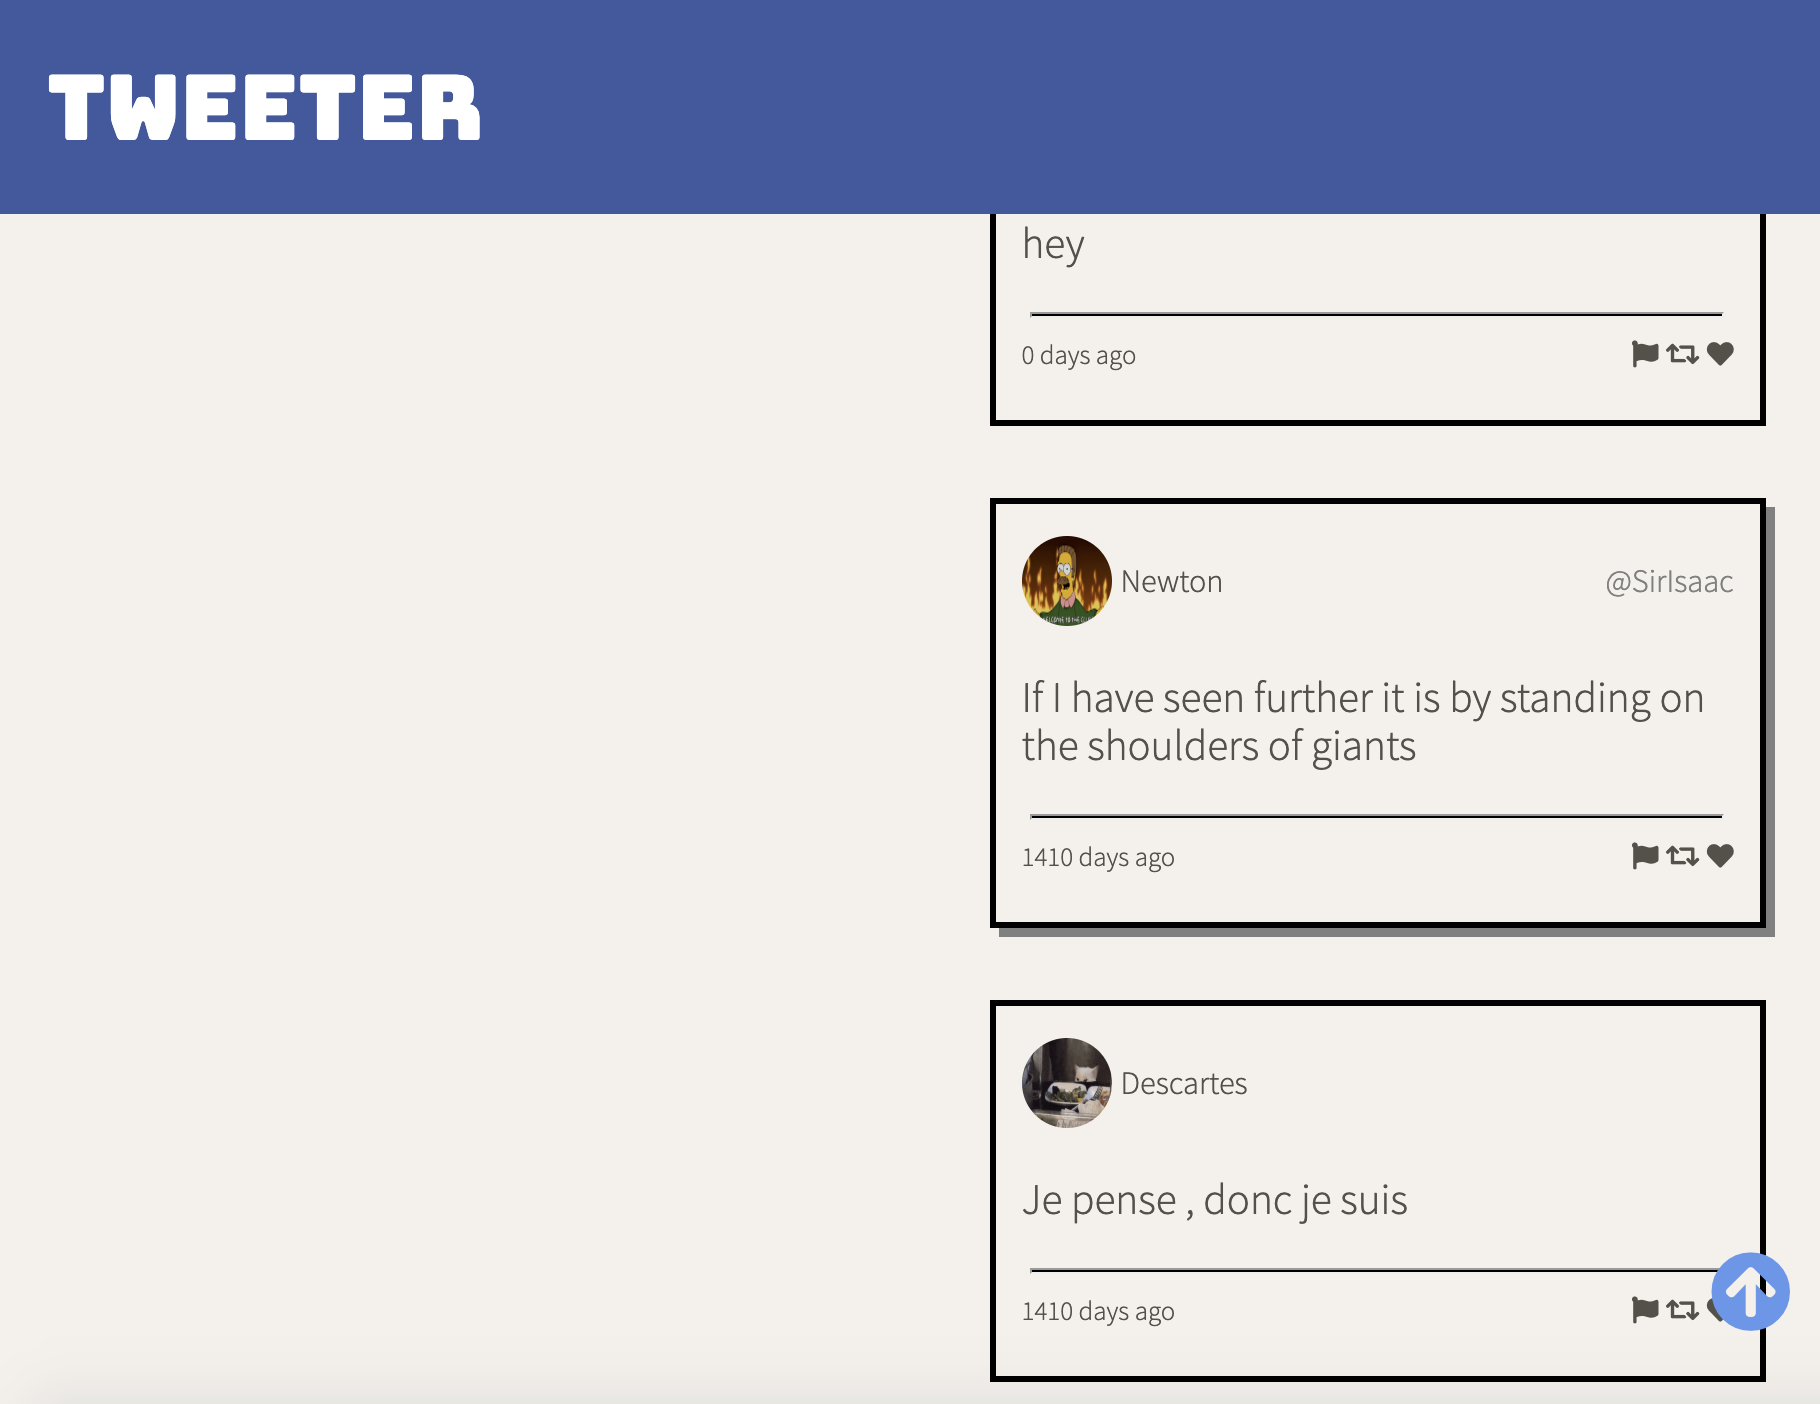 TWEETER
hey
0 days ago
Newton
@SirIsaac
If I have seen further it is by standing on
the shoulders of giants
1410 days ago
Descartes
Je pense , donc je suis
1410 days ago